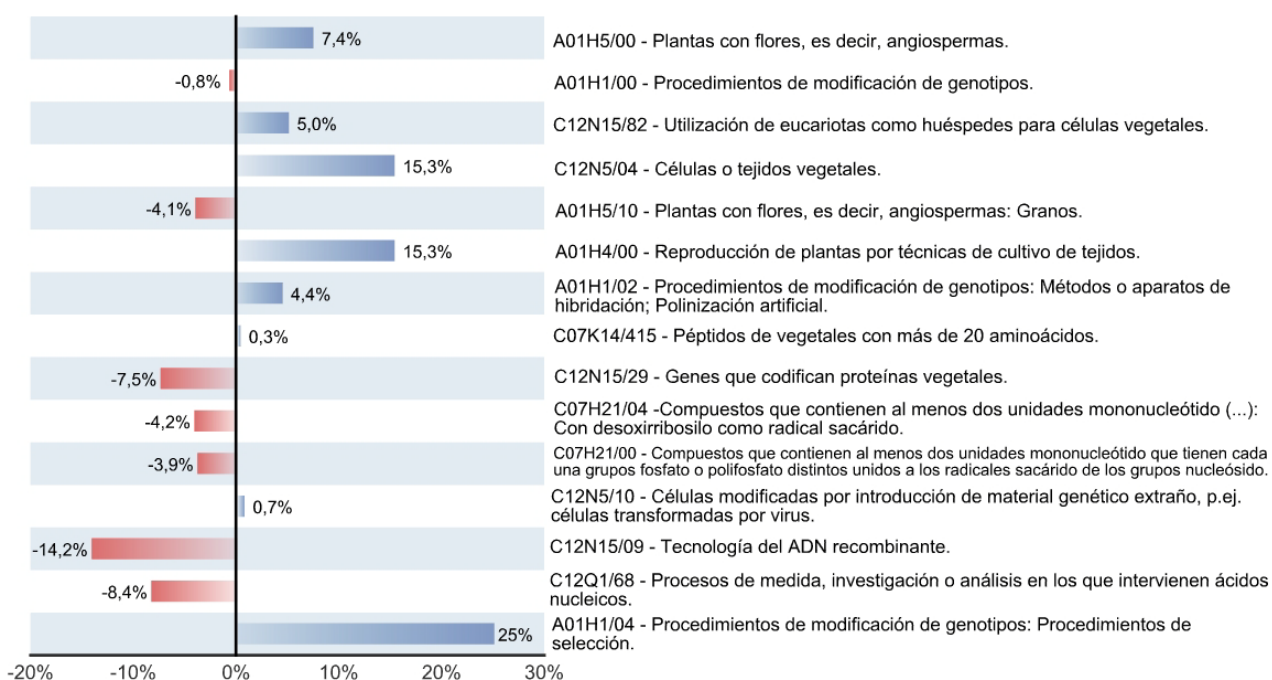 7,4%
A01H5/00 - Plantas con flores, es decir, angiospermas.
-0,8%
A01H1/00 - Procedimientos de modificación de genotipos.
5,0%
C12N15/82 - Utilización de eucariotas como huéspedes para células vegetales.
15,3%
C12N5/04 - Células o tejidos vegetales.
-4,1%
A01H5/10 - Plantas con flores, es decir, angiospermas: Granos.
15,3%
A01H4/00 - Reproducción de plantas por técnicas de cultivo de tejidos.
4,4%
A01H1/02 - Procedimientos de modificación de genotipos: Métodos o aparatos de
hibridación; Polinización artificial.
0,3%
C07K14/415 - Péptidos de vegetales con más de 20 aminoácidos.
-7,5%
C12N15/29 - Genes que codifican proteínas vegetales.
-4,2%
C07H21/04 -Compuestos que contienen al menos dos unidades mononucleótido (...):
Con desoxirribosilo como radical sacárido.
-3,9%
C07H21/00 - Compuestos que contienen al menos dos unidades mononucleótido que tienen cada
una grupos fosfato o polifosfato distintos unidos a los radicales sacárido de los grupos nucleósido.
0,7%
C12N5/10 - Células modificadas por introducción de material genético extraño, p.ej.
células transformadas por virus.
-14,2%
C12N15/09 - Tecnología del ADN recombinante.
-8,4%
C12Q1/68 - Procesos de medida, investigación o análisis en los que intervienen ácidos
nucleicos.
25%
A01H1/04 - Procedimientos de modificación de genotipos: Procedimientos de
selección.
-20% -10% 0% 10% 20% 30%